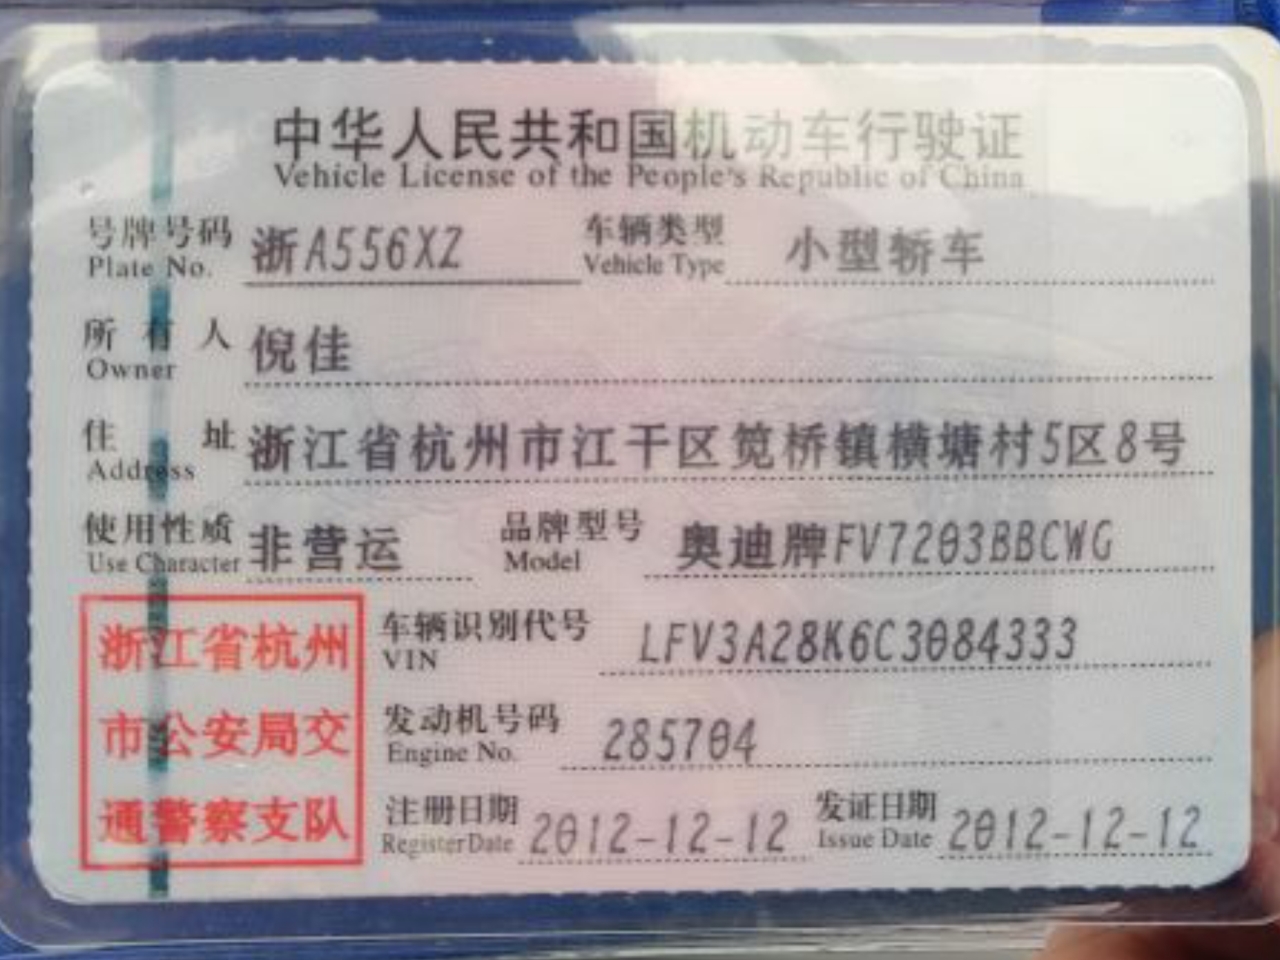 中华人民共和国机动车行驶证
Vehicle License of the People's Republic of China
号牌号码 浙A556XZ 车辆类型 小型轿车
Plate No. Vehicle Type
所有人 倪佳
Owner
住址 浙江省杭州市江干区笕桥镇横塘村5区8号
Address
使用性质 非营运 品牌型号 奥迪牌FV7203BBCWG
Use Character Model
浙江省杭州
市公安局交
通警察支队
车辆识别代号 LFV3A28K6C3084333
VIN
发动机号码 285704
Engine No.
注册日期 2012-12-12 发证日期 2012-12-12
Register Date Issue Date